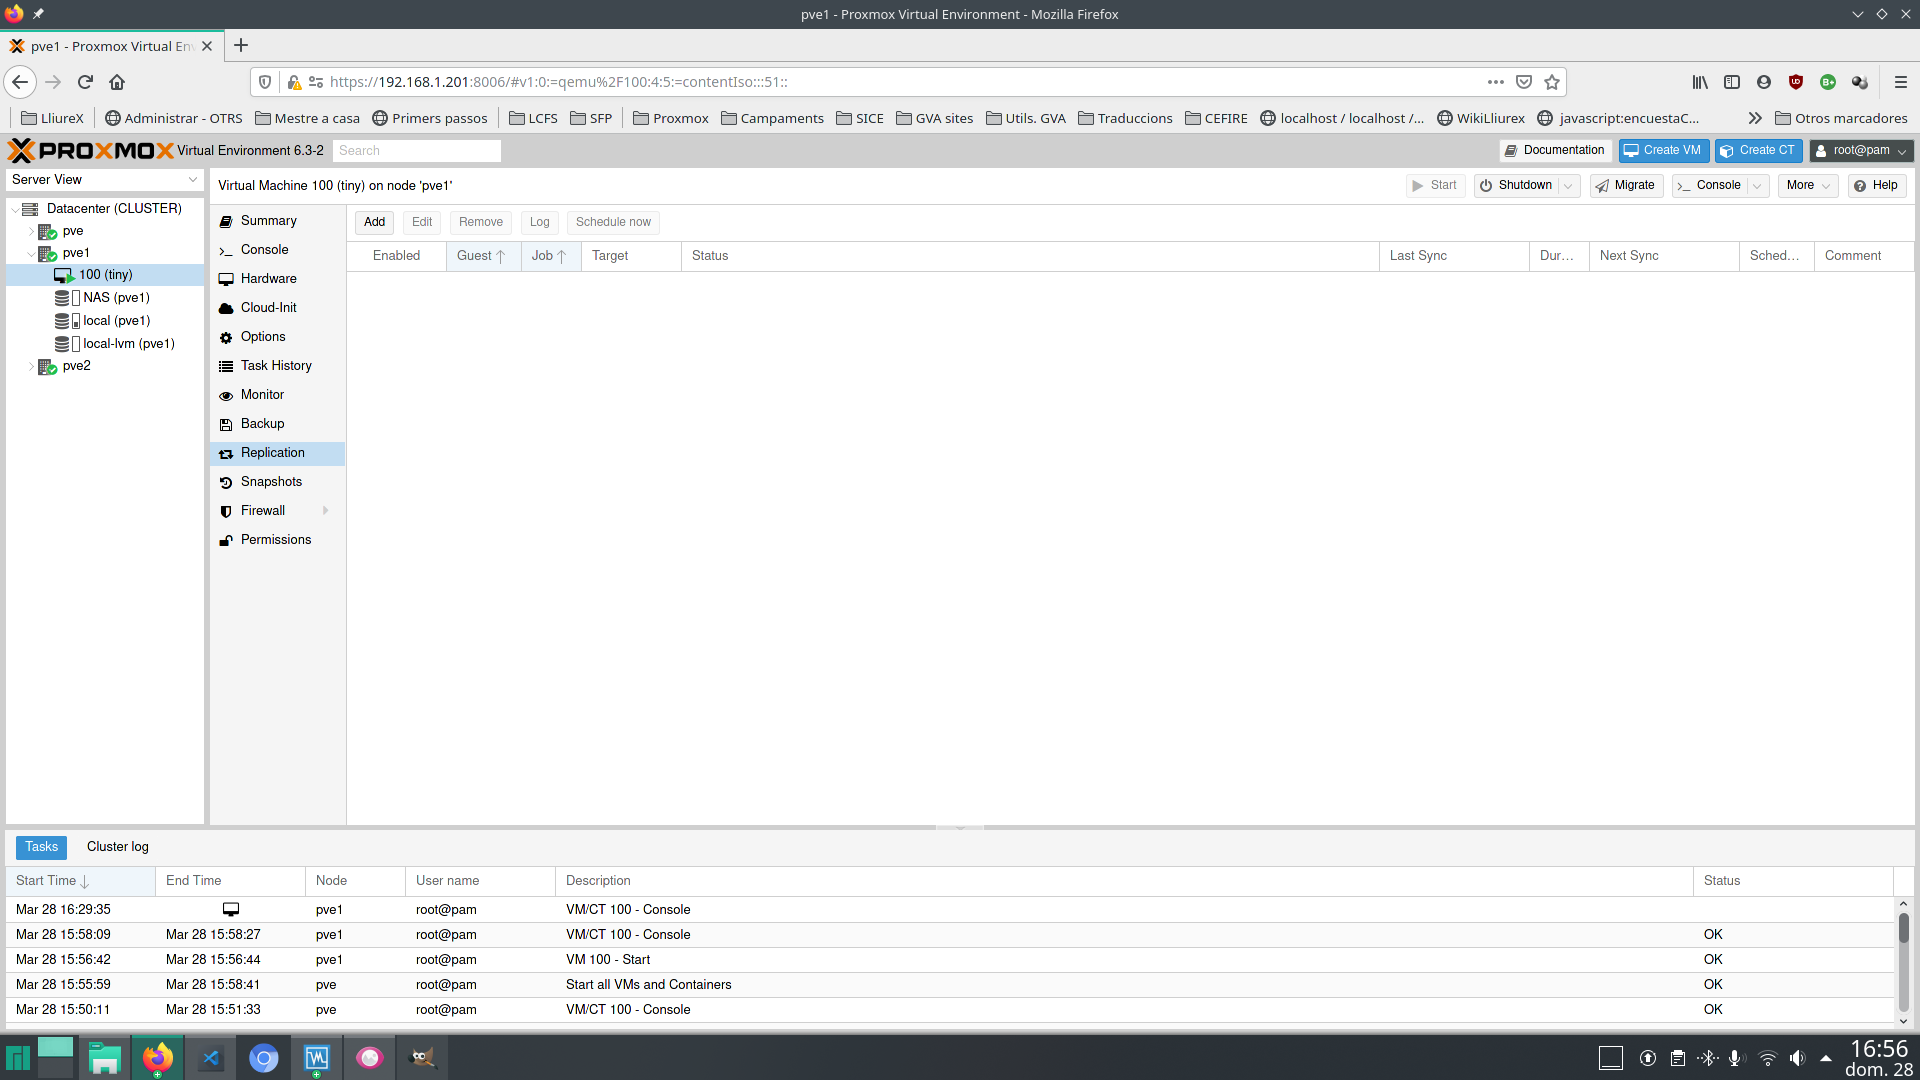 pve1 - Proxmox Virtual Environment - Mozilla Firefox
pve1 - Proxmox Virtual En
https://192.168.1.201:8006/#v1:0:=qemu%2F100:4:5:=contentIso:::51::
LliureX Administrar - OTRS Mestre a casa Primers passos LCFS SFP Proxmox Campaments SICE GVA sites Utils. GVA Traduccions CEFIRE localhost / localhost /... WikiLliurex javascript:encuestaC... Otros marcadores
PROXMOX Virtual Environment 6.3-2 Search Documentation Create VM Create CT root@pam
Server View
Virtual Machine 100 (tiny) on node 'pve1' Start Shutdown Migrate Console More Help
Datacenter (CLUSTER)
pve
pve1
100 (tiny)
NAS (pve1)
local (pve1)
local-lvm (pve1)
pve2
Summary
Console
Hardware
Cloud-Init
Options
Task History
Monitor
Backup
Replication
Snapshots
Firewall
Permissions
Add Edit Remove Log Schedule now
Enabled Guest Job Target Status Last Sync Dur... Next Sync Sched... Comment
Tasks Cluster log
Start Time End Time Node User name Description Status
Mar 28 16:29:35 pve1 root@pam VM/CT 100 - Console
Mar 28 15:58:09 Mar 28 15:58:27 pve1 root@pam VM/CT 100 - Console OK
Mar 28 15:56:42 Mar 28 15:56:44 pve1 root@pam VM 100 - Start OK
Mar 28 15:55:59 Mar 28 15:58:41 pve root@pam Start all VMs and Containers OK
Mar 28 15:50:11 Mar 28 15:51:33 pve root@pam VM/CT 100 - Console OK
16:56
dom. 28